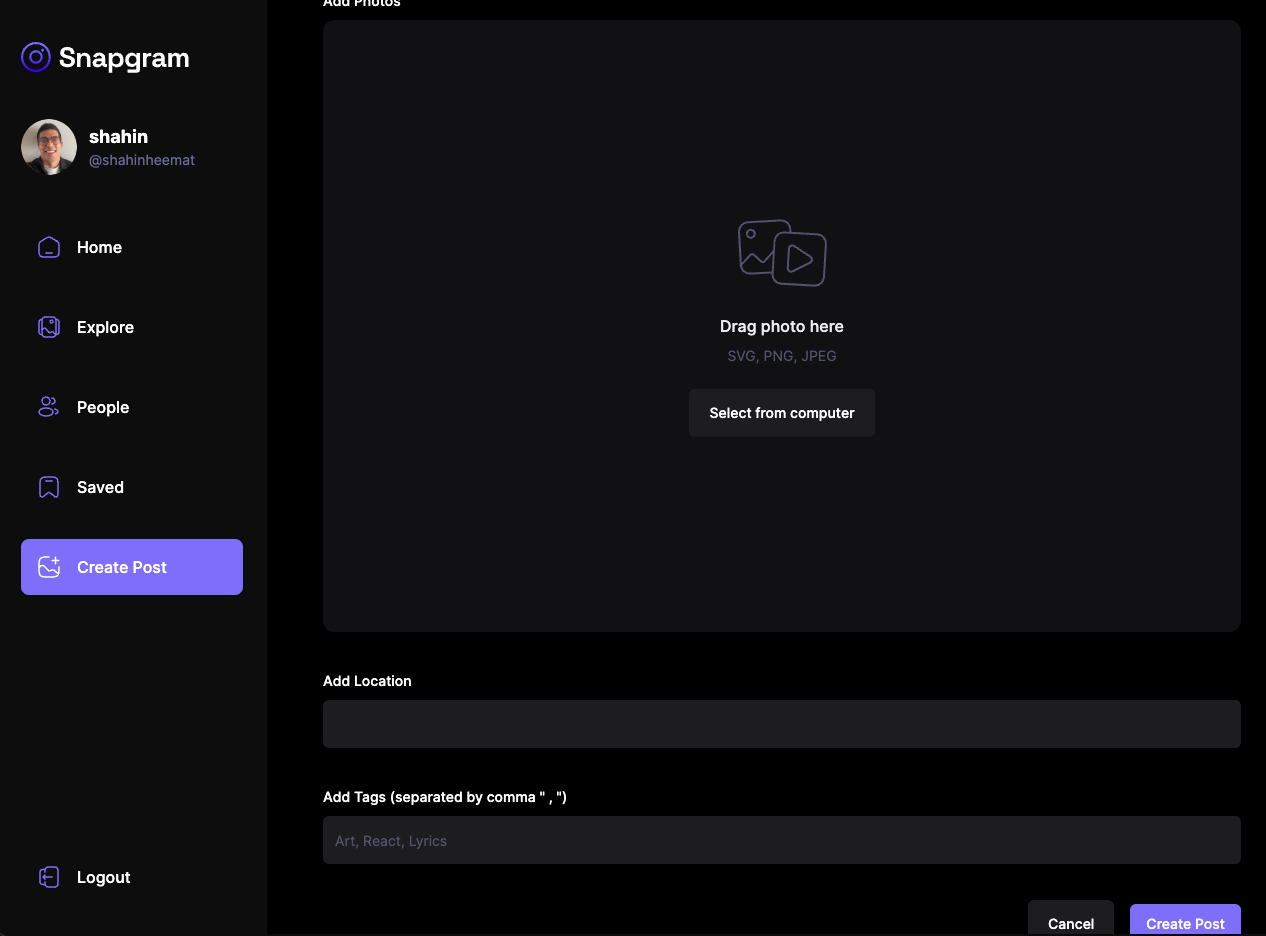 Add Photos
Snapgram
shahin
@shahinheemat
Home
Explore
People
Saved
Create Post
Logout
Drag photo here
SVG, PNG, JPEG
Select from computer
Add Location
Add Tags (separated by comma " , ")
Art, React, Lyrics
Cancel
Create Post